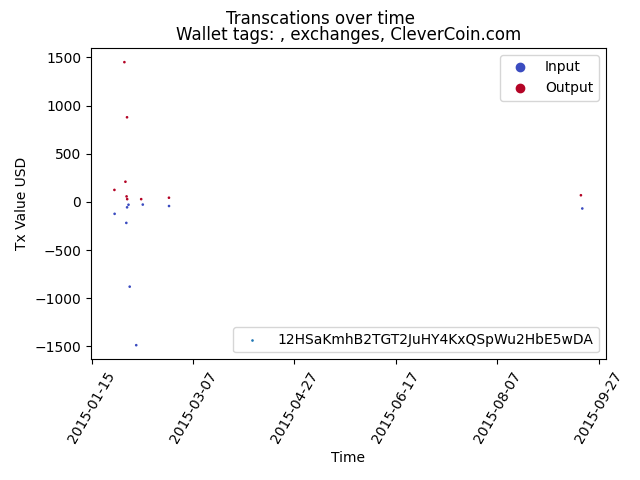 Transcations over time
Wallet tags: , exchanges, CleverCoin.com
1500
1000
500
0
−500
−1000
−1500
Tx Value USD
Input
Output
12HSaKmhB2TGT2JuHY4KxQSpWu2HbE5wDA
2015-01-15
2015-03-07
2015-04-27
2015-06-17
2015-08-07
2015-09-27
Time